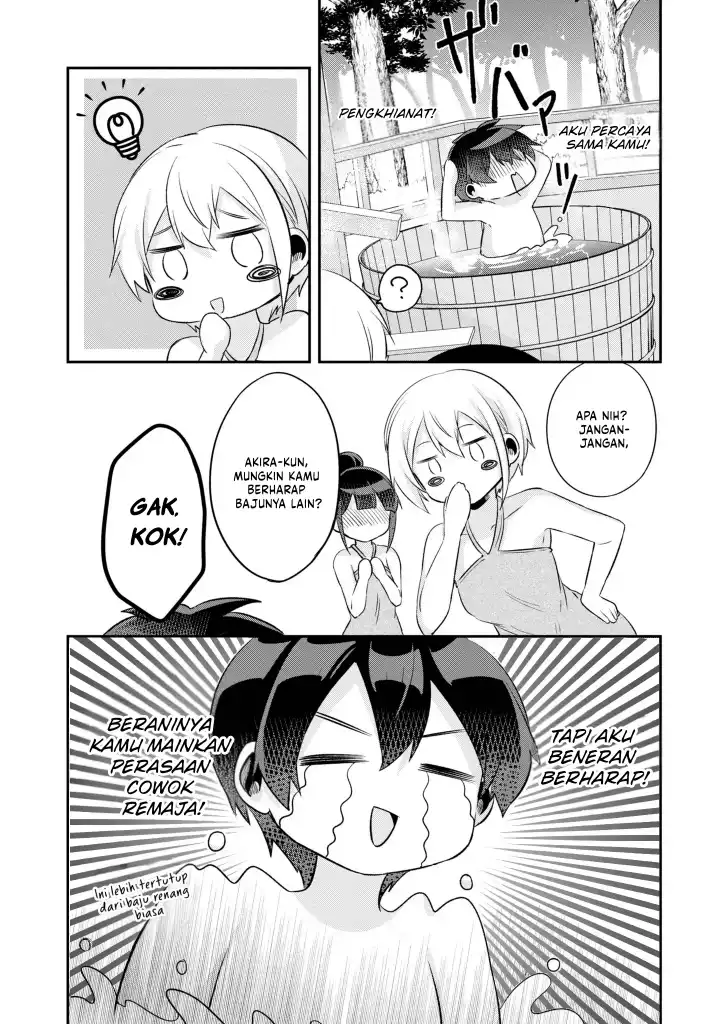 ザ
バァ
AKU PERCAYA
SAMA KAMU!
PENGKHIANAT!
?
APA NIH?
JANGAN-
JANGAN,
AKIRA-KUN,
MUNGKIN KAMU
BERHARAP
BAJUNYA LAIN?
GAK,
KOK!
TAPI AKU
BENERAN
BERHARAP!
BERANINYA
KAMU MAINKAN
PERASAAN
COWOK
REMAJA!
Ini lebih tertutup
dari baju renang
biasa